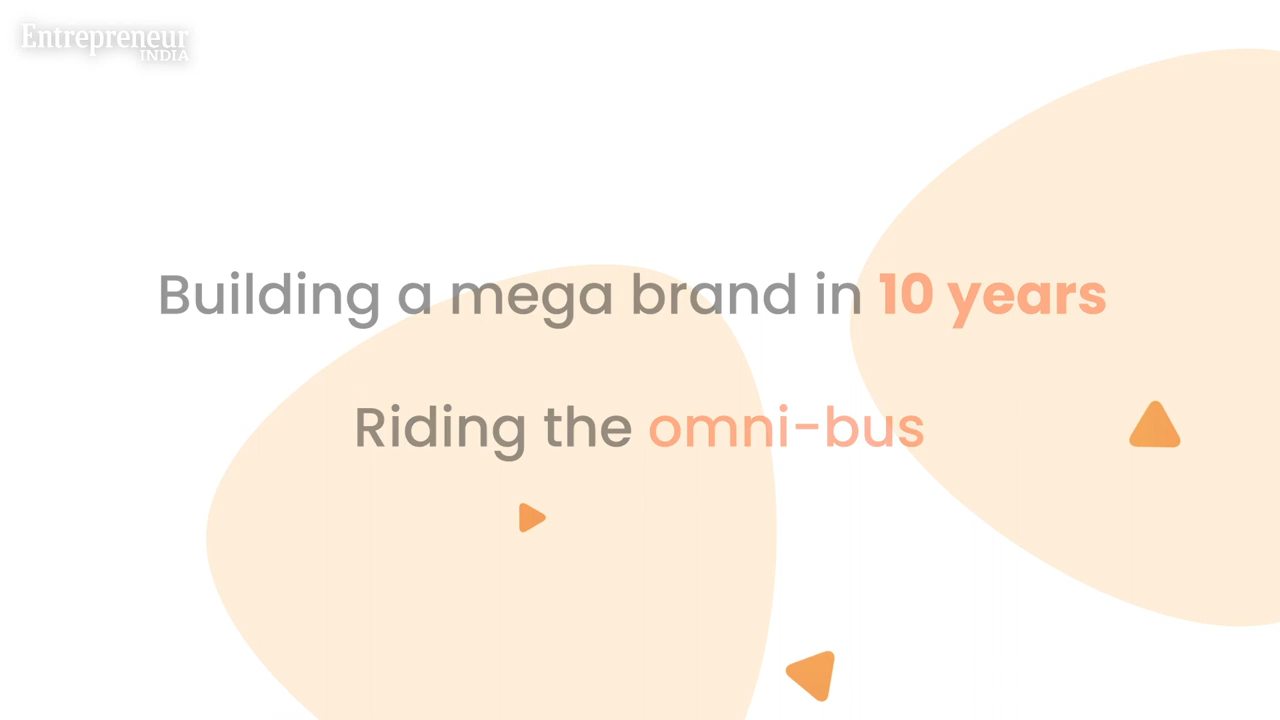 Entrepreneur
INDIA
Building a mega brand in 10 years
Riding the omni-bus